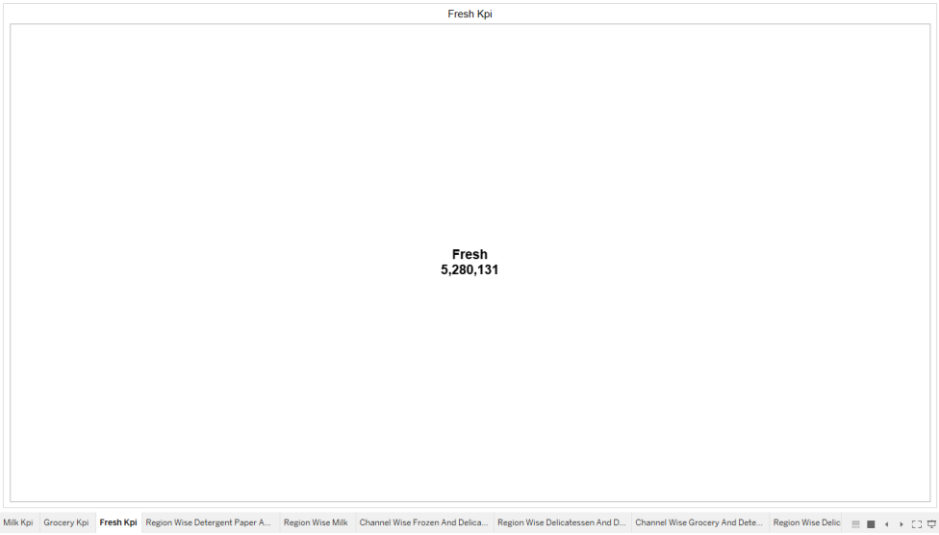 Fresh Kpi
Fresh
5,280,131
Milk Kpi Grocery Kpi Fresh Kpi Region Wise Detergent Paper A... Region Wise Milk Channel Wise Frozen And Delica... Region Wise Delicatessen And D... Channel Wise Grocery And Dete... Region Wise Delic